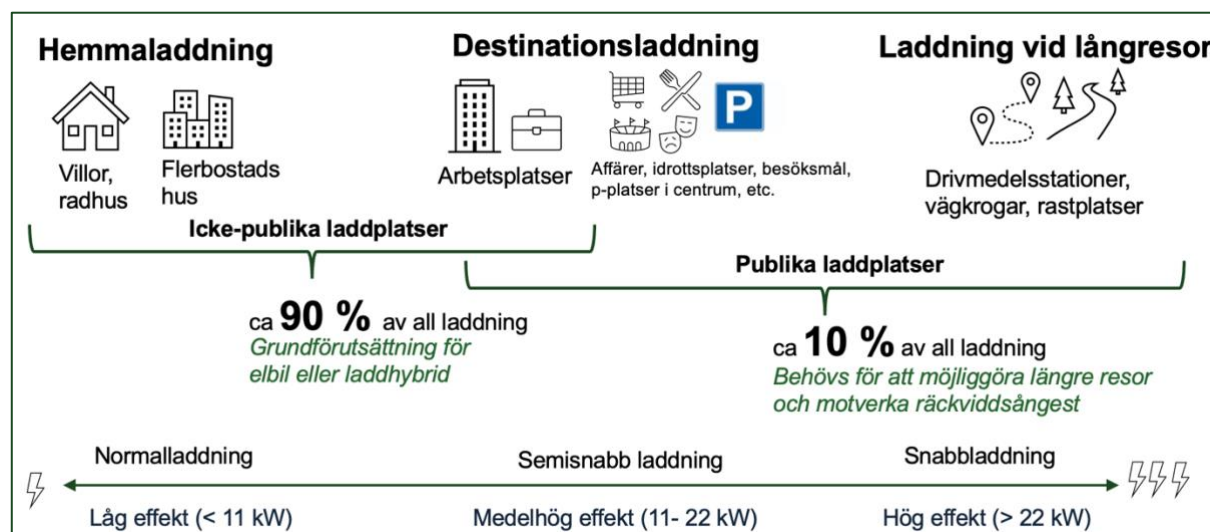 Hemmaladdning
Destinationsladdning
Laddning vid långresor
P
Villor,
radhus
Flerbostads
hus
Arbetsplatser
Affärer, idrottsplatser, besöksmål,
p-platser i centrum, etc.
Drivmedelsstationer,
vägkrogar, rastplatser
Icke-publika laddplatser
Publika laddplatser
ca 90 % av all laddning
Grundförutsättning för
elbil eller laddhybrid
ca 10 % av all laddning
Behövs för att möjliggöra längre resor
och motverka räckviddsångest
Normalladdning
Semisnabb laddning
Snabbladdning
Låg effekt (< 11 kW)
Medelhög effekt (11- 22 kW)
Hög effekt (> 22 kW)